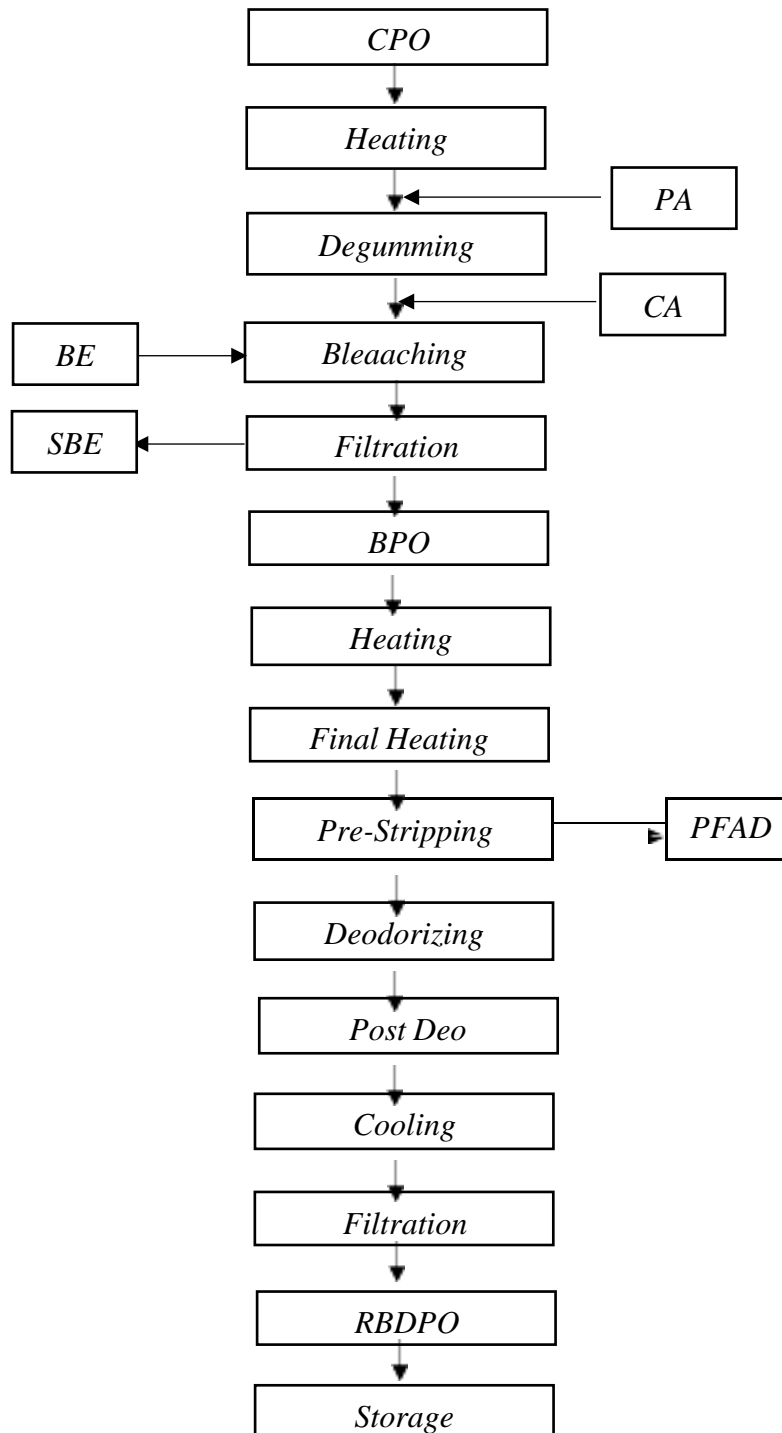 CPO
Heating
PA
Degumming
CA
BE
Bleaaching
SBE
Filtration
BPO
Heating
Final Heating
Pre-Stripping
PFAD
Deodorizing
Post Deo
Cooling
Filtration
RBDPO
Storage